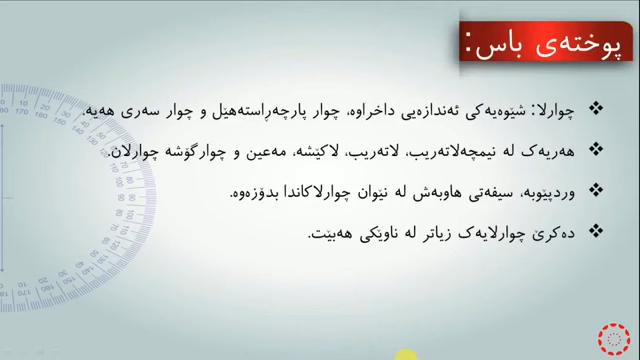 پوختەی باس:
چوارلا: شێوەیەکی ئەندازەیی داخراوە، چوار پارچەڕاستەهێڵ و چوار سەری هەیە.
هەریەک لە نیمچەلاتەریب، لاتەریب، لاکێشە، مەعین و چوارگۆشە چوارلان.
وردپێوبە، سیفەتی هاوبەش لە نێوان چوارلاکاندا بدۆزەوە.
دەکرێ چوارلایەک زیاتر لە ناوێکی هەبێت.